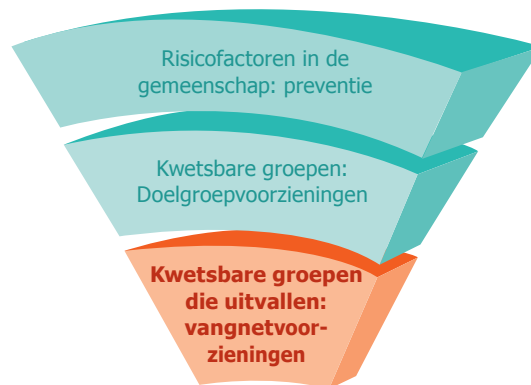 Risicofactoren in de
gemeenschap: preventie
Kwetsbare groepen:
Doelgroepvoorzieningen
Kwetsbare groepen
die uitvallen:
vangnetvoor-
zieningen